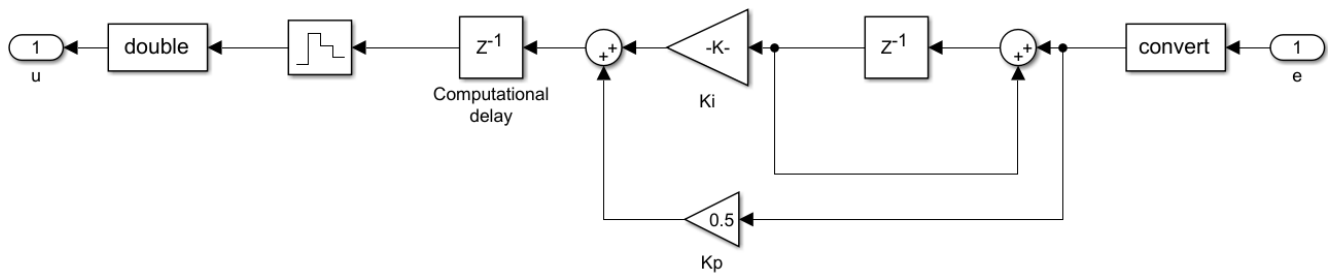 1
u
double
z-1
Computational
delay
+
+
-K-
Ki
z-1
+
+
convert
1
e
0.5
Kp